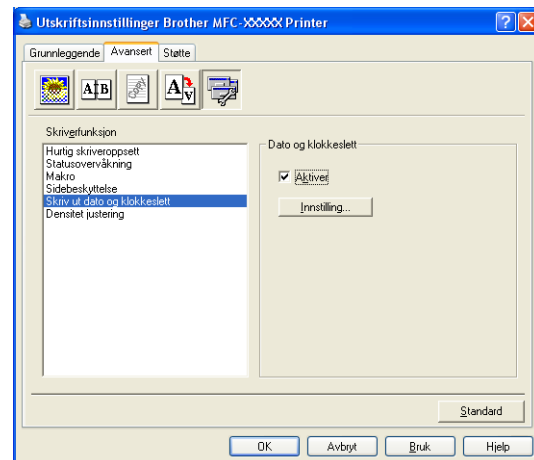 Utskriftsinnstillinger Brother MFC-XXXXX Printer
Grunnleggende Avansert Støtte
Skriverfunksjon
Hurtig skriveroppsett
Statusovervåkning
Makro
Sidebeskyttelse
Skriv ut dato og klokkeslett
Densitet justering
Dato og klokkeslett
Aktiver
Innstilling...
Standard
OK Avbryt Bruk Hjelp